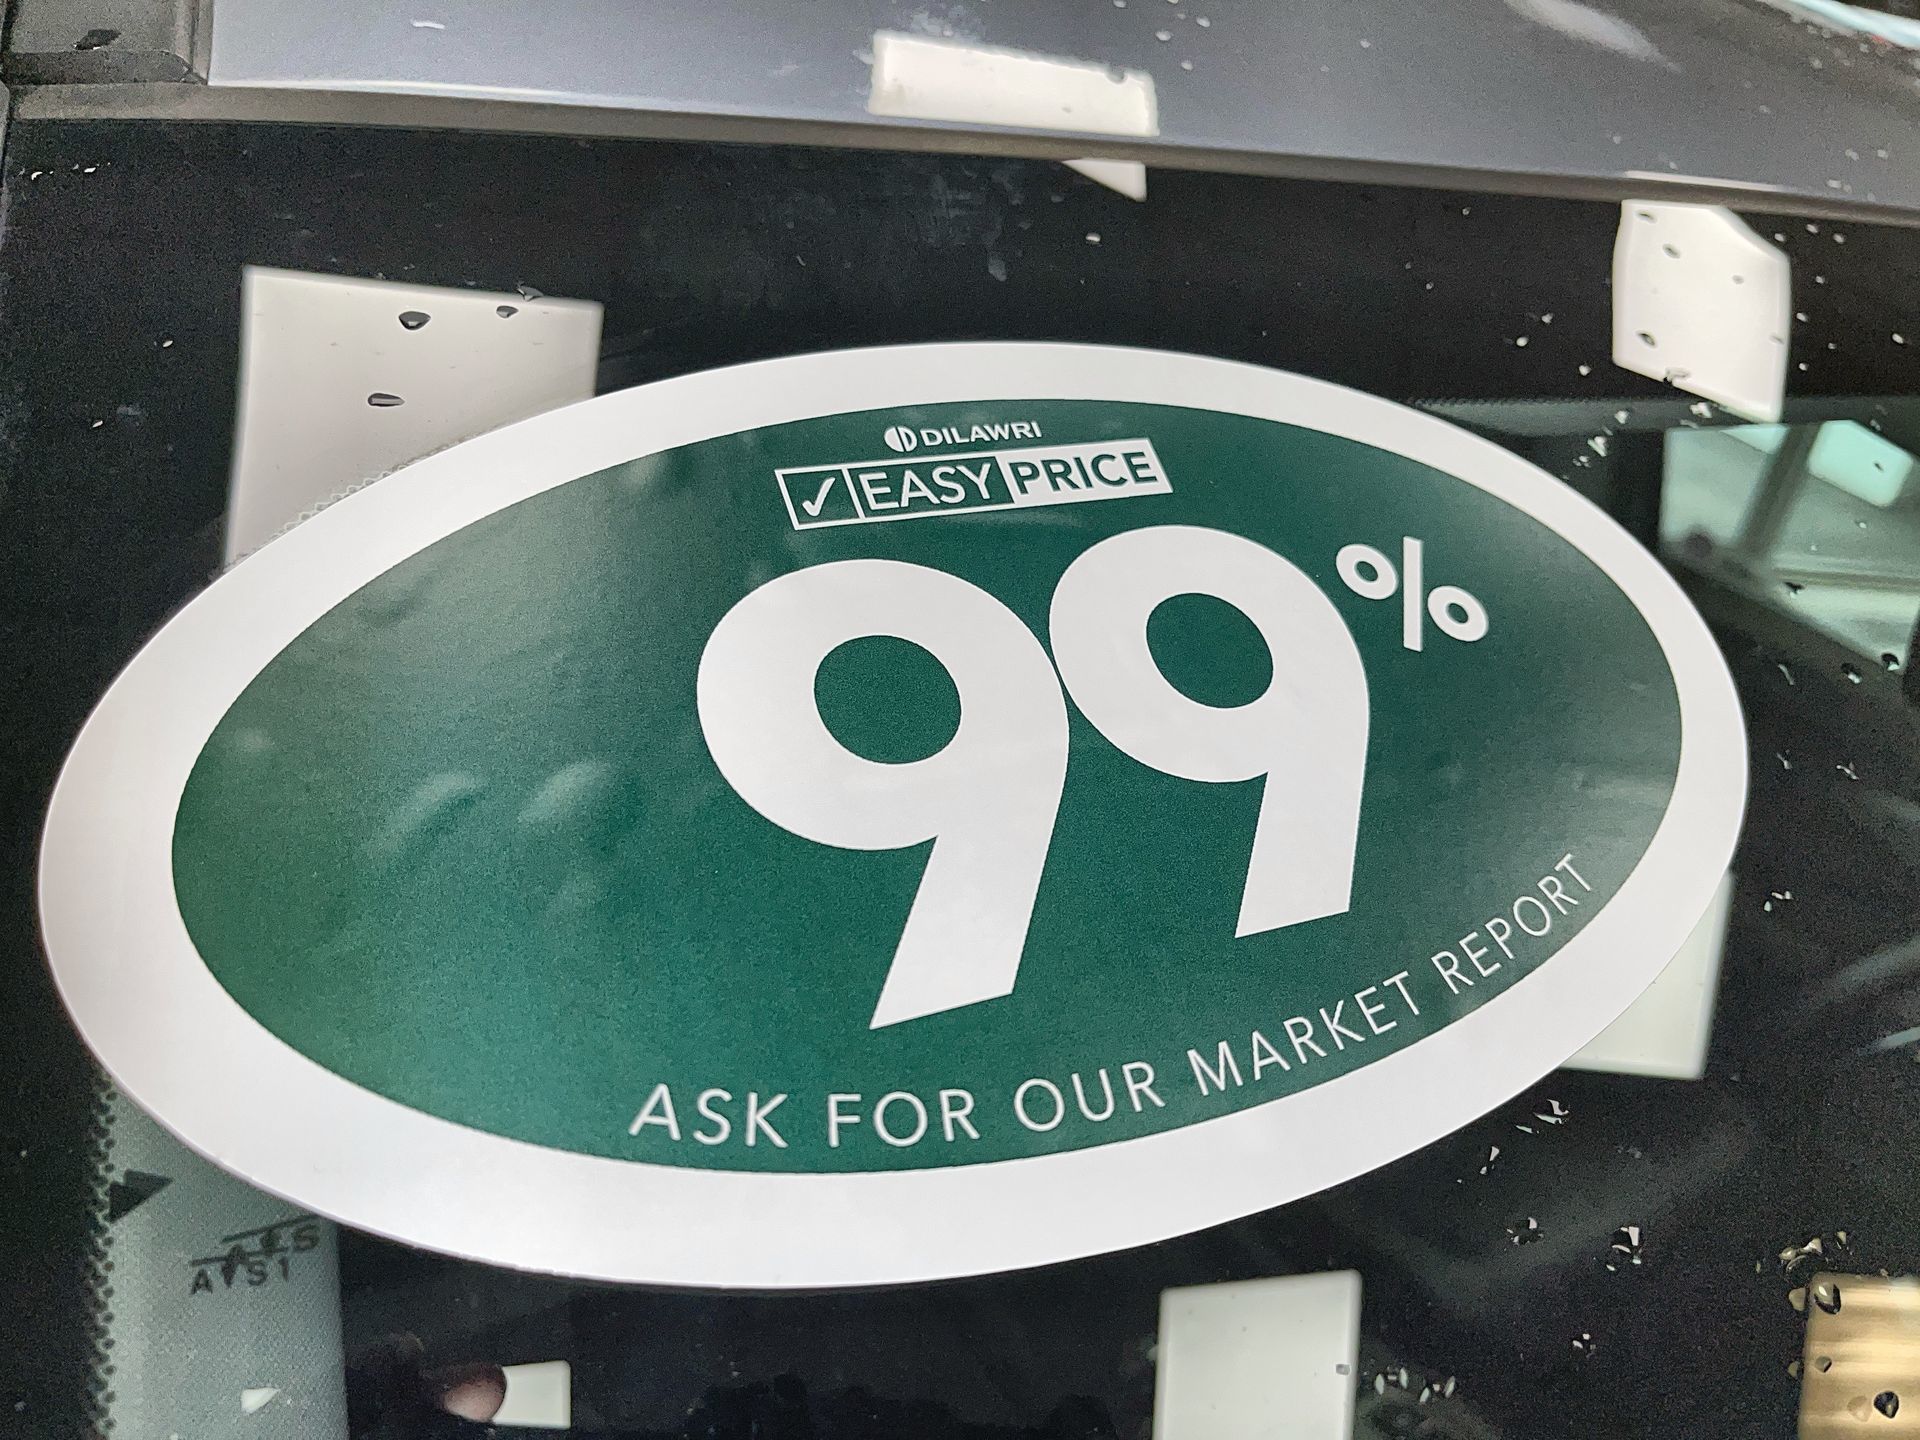 DILAWRI
✓ EASY PRICE
99%
ASK FOR OUR MARKET REPORT